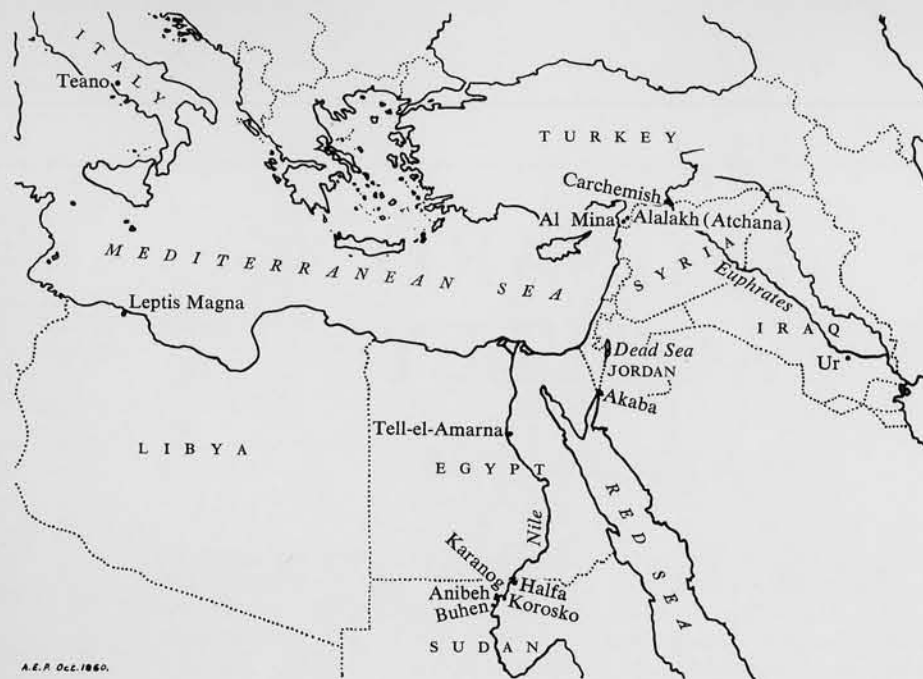 ITALY
Teano
TURKEY
Carchemish
Al Mina
Alalakh (Atchana)
MEDITERRANEAN SEA
SYRIA
Euphrates
Leptis Magna
IRAQ
Ur
Dead Sea
JORDAN
Akaba
Tell-el-Amarna
LIBYA
EGYPT
RED SEA
Nile
Karanog
Halfa
Anibeh
Korosko
Buhen
SUDAN
A.E.P. Oct. 1960.